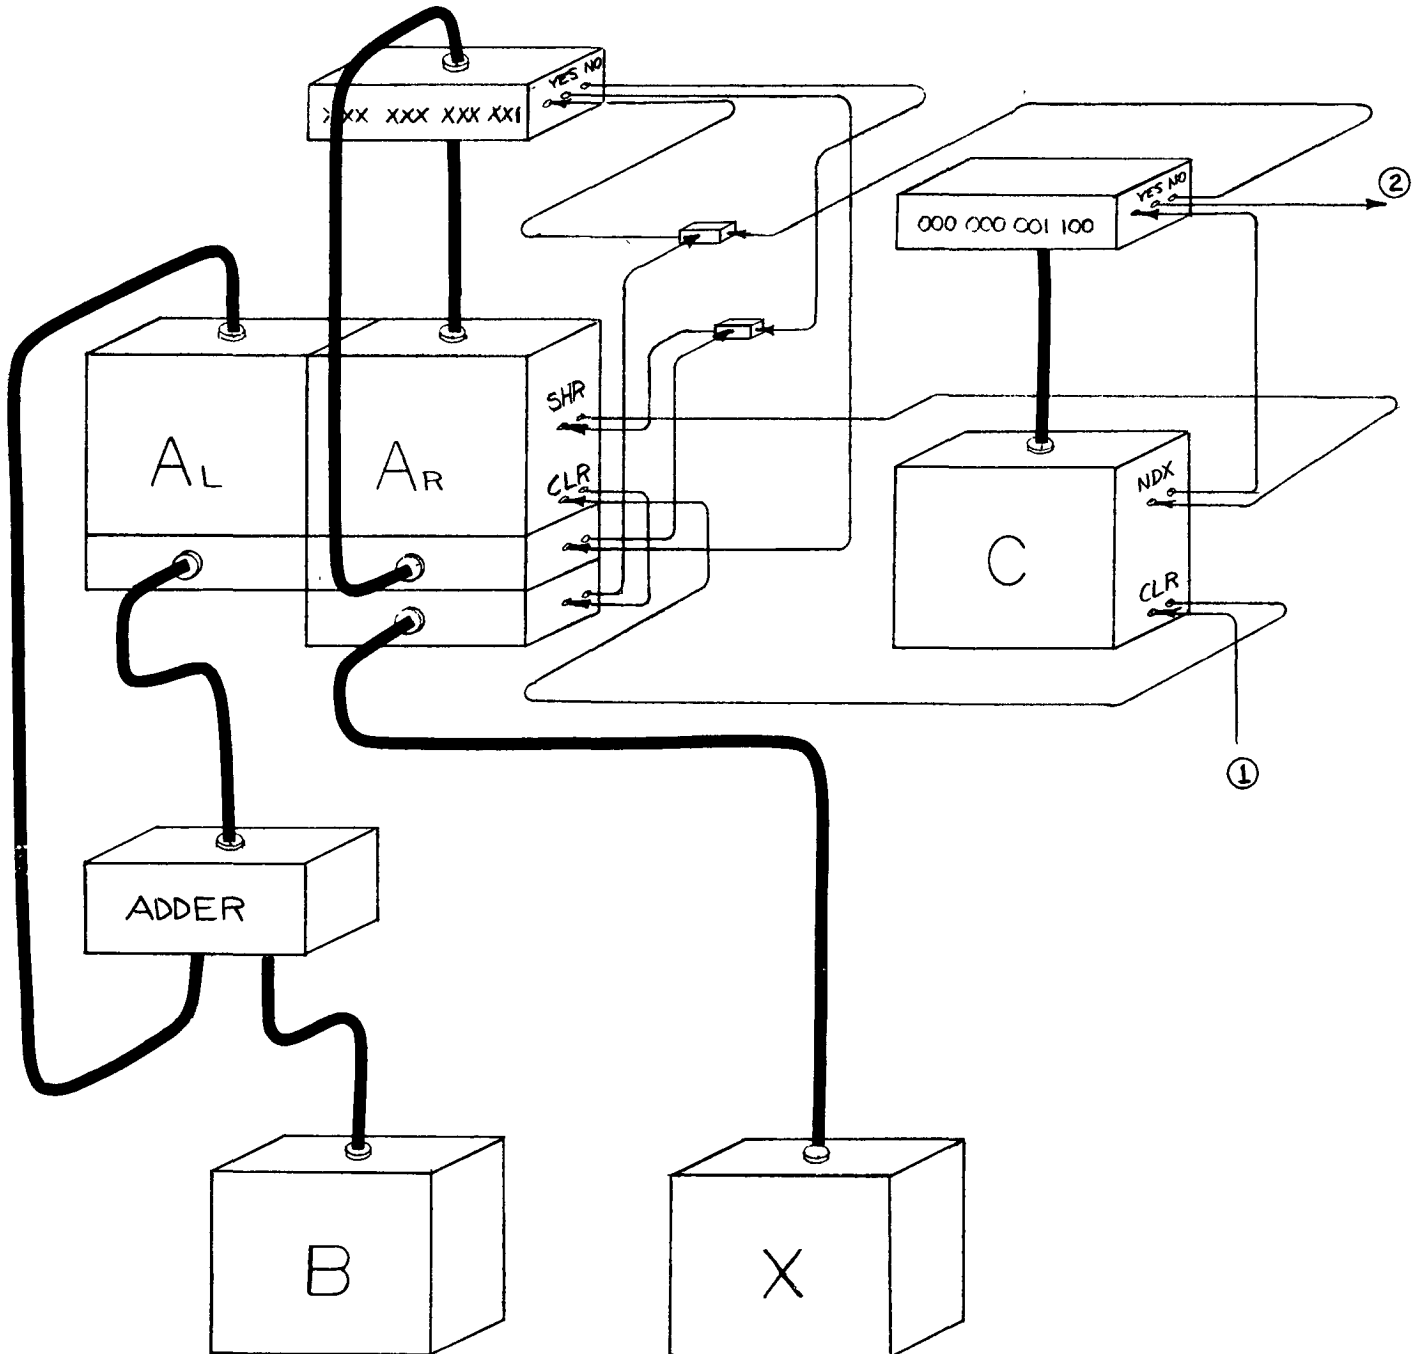 YES NO
XXX XXX XXX XX1
YES NO
000 000 001 100
2
SHR
AL
AR
CLR
NDX
C
CLR
1
ADDER
B
X